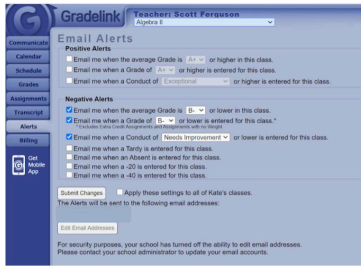 Gradelink
Teacher: Scott Ferguson
Algebra II
Communicate
Calendar
Schedule
Grades
Assignments
Transcript
Alerts
Billing
Get
Mobile
App
Email Alerts
Positive Alerts
Email me when the average Grade is A+ or higher in this class.
Email me when a Grade of A+ or higher is entered for this class.
Email me when a Conduct of Exceptional or higher is entered for this class.
Negative Alerts
Email me when the average Grade is B- or lower in this class.
Email me when a Grade of B- or lower is entered for this class.*
* Excludes Extra Credit Assignments and Assignments with no Weight
Email me when a Conduct of Needs Improvement or lower is entered for this class.
Email me when a Tardy is entered for this class.
Email me when an Absent is entered for this class.
Email me when a -20 is entered for this class.
Email me when a -40 is entered for this class.
Submit Changes Apply these settings to all of Kate's classes.
The Alerts will be sent to the following email addresses:
Edit Email Addresses
For security purposes, your school has turned off the ability to edit email addresses.
Please contact your school administrator to update your email accounts.